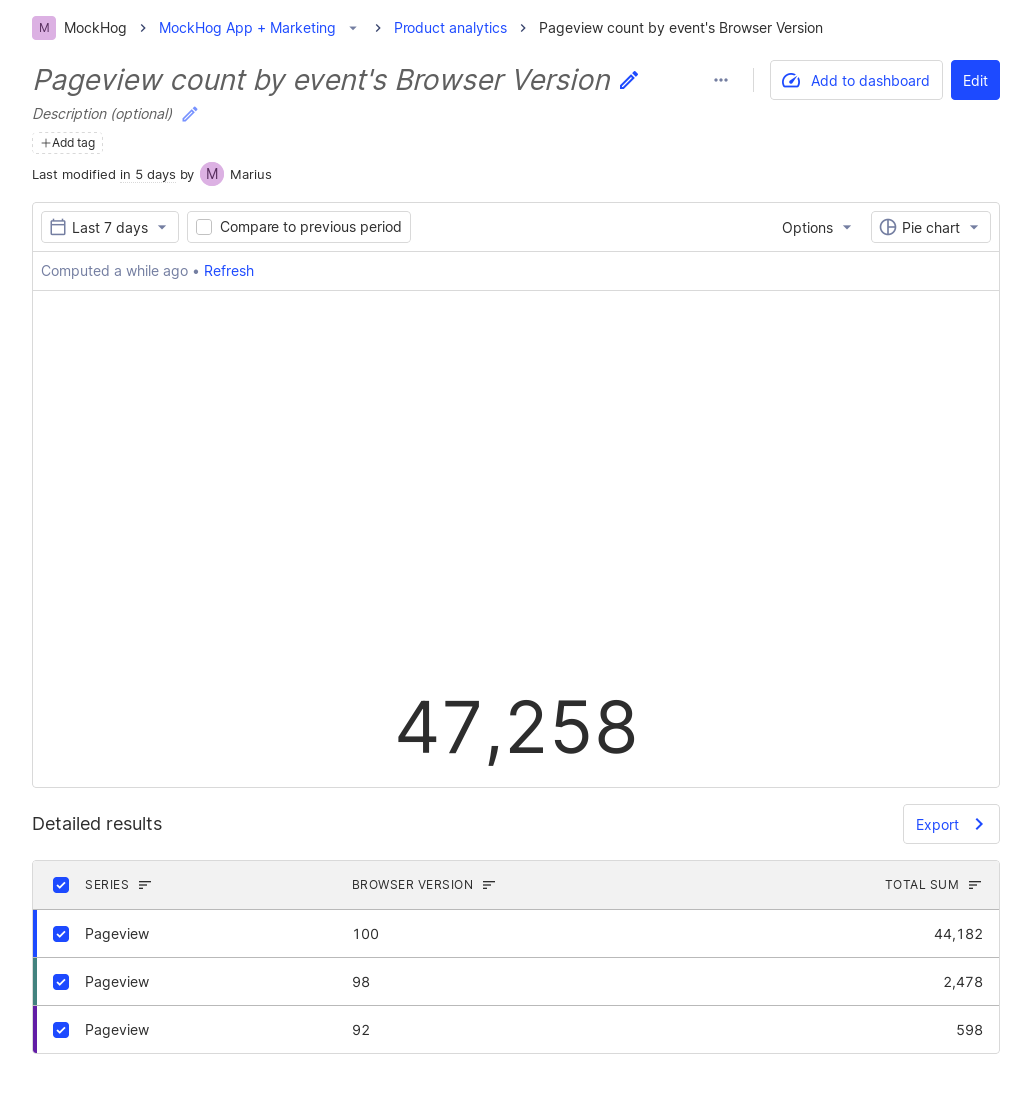 M MockHog MockHog App + Marketing Product analytics Pageview count by event's Browser Version
Pageview count by event's Browser Version Add to dashboard Edit
Description (optional)
Add tag
Last modified in 5 days by M Marius
Last 7 days Compare to previous period Options Pie chart
Computed a while ago • Refresh
47,258
Detailed results Export
SERIES BROWSER VERSION TOTAL SUM
Pageview 100 44,182
Pageview 98 2,478
Pageview 92 598